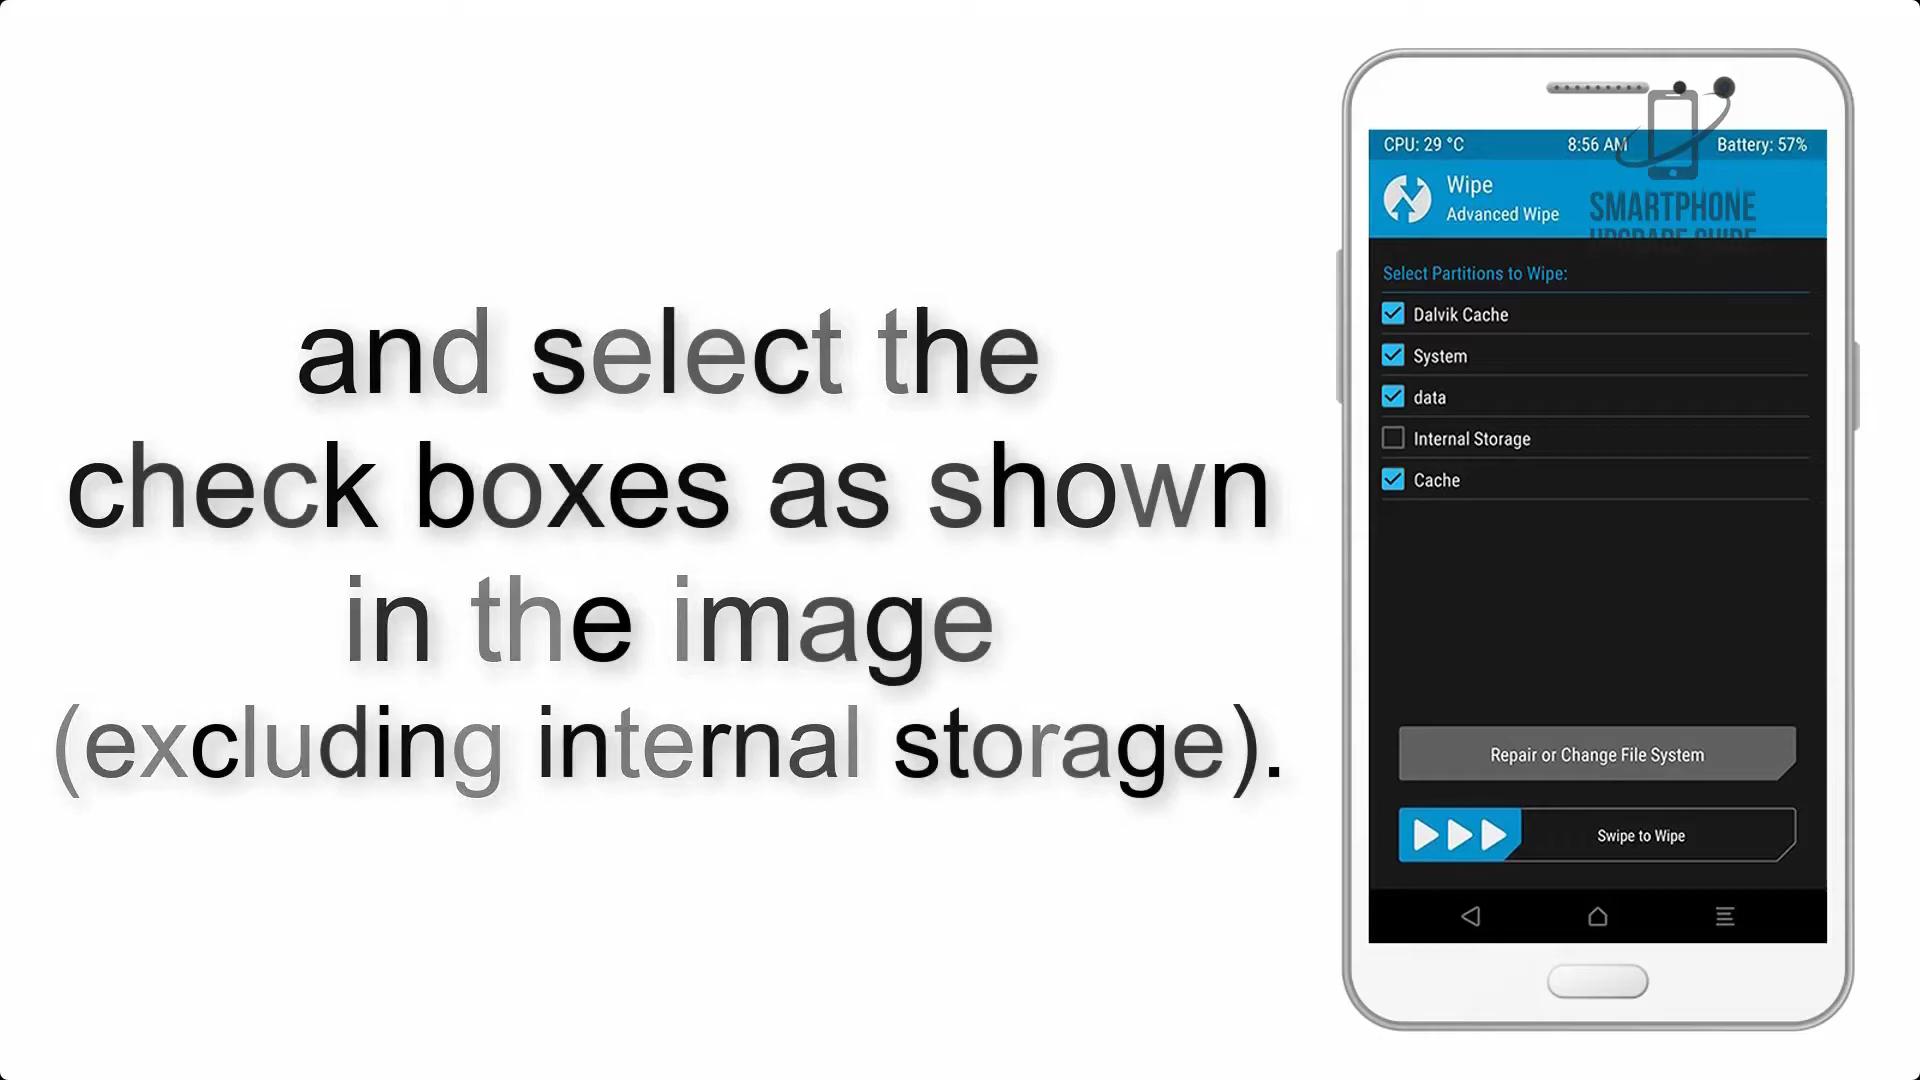 and select the
check boxes as shown
in the image
(excluding internal storage).
CPU: 29 °C 8:56 AM Battery: 57%
Wipe
Advanced Wipe
SMARTPHONE
UPGRADE GUIDE
Select Partitions to Wipe:
Dalvik Cache
System
data
Internal Storage
Cache
Repair or Change File System
Swipe to Wipe